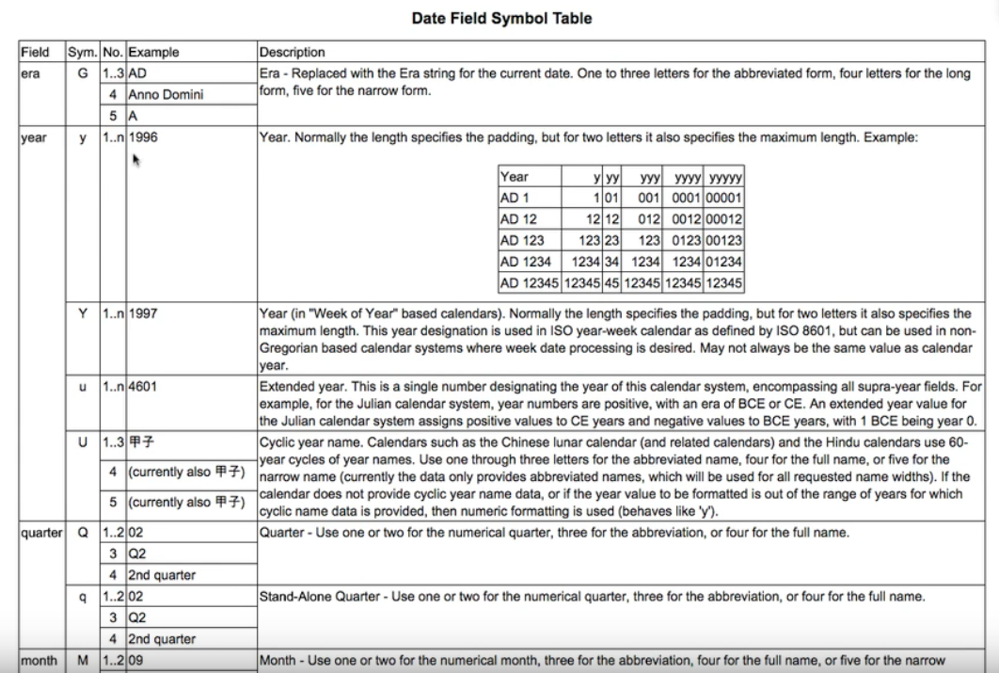 Date Field Symbol Table
Field Sym. No. Example Description
era G 1..3 AD Era - Replaced with the Era string for the current date. One to three letters for the abbreviated form, four letters for the long
4 Anno Domini form, five for the narrow form.
5 A
year y 1..n 1996 Year. Normally the length specifies the padding, but for two letters it also specifies the maximum length. Example:
Year y yy yyy yyyy yyyyy
AD 1 1 01 001 0001 00001
AD 12 12 12 012 0012 00012
AD 123 123 23 123 0123 00123
AD 1234 1234 34 1234 1234 01234
AD 12345 12345 45 12345 12345 12345
Y 1..n 1997 Year (in "Week of Year" based calendars). Normally the length specifies the padding, but for two letters it also specifies the
maximum length. This year designation is used in ISO year-week calendar as defined by ISO 8601, but can be used in non-
Gregorian based calendar systems where week date processing is desired. May not always be the same value as calendar
year.
u 1..n 4601 Extended year. This is a single number designating the year of this calendar system, encompassing all supra-year fields. For
example, for the Julian calendar system, year numbers are positive, with an era of BCE or CE. An extended year value for
the Julian calendar system assigns positive values to CE years and negative values to BCE years, with 1 BCE being year 0.
U 1..3 甲子 Cyclic year name. Calendars such as the Chinese lunar calendar (and related calendars) and the Hindu calendars use 60-
year cycles of year names. Use one through three letters for the abbreviated name, four for the full name, or five for the
4 (currently also 甲子) narrow name (currently the data only provides abbreviated names, which will be used for all requested name widths). If the
calendar does not provide cyclic year name data, or if the year value to be formatted is out of the range of years for which
5 (currently also 甲子) cyclic name data is provided, then numeric formatting is used (behaves like 'y').
quarter Q 1..2 02 Quarter - Use one or two for the numerical quarter, three for the abbreviation, or four for the full name.
3 Q2
4 2nd quarter
q 1..2 02 Stand-Alone Quarter - Use one or two for the numerical quarter, three for the abbreviation, or four for the full name.
3 Q2
4 2nd quarter
month M 1..2 09 Month - Use one or two for the numerical month, three for the abbreviation, four for the full name, or five for the narrow